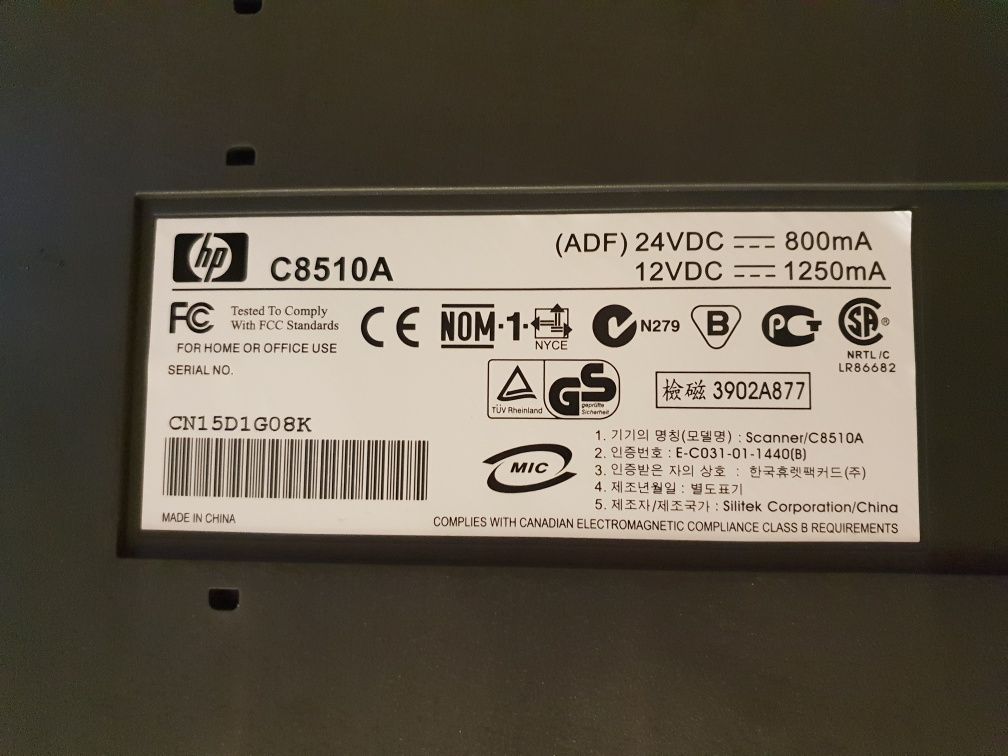 hp
C8510A
(ADF) 24VDC ⎓ 800mA
12VDC ⎓ 1250mA
FC
Tested To Comply
With FCC Standards
FOR HOME OR OFFICE USE
CE
NOM-1-
NYCE
N279
B
PCT
SA ®
NRTL/C
LR86682
SERIAL NO.
CN15D1G08K
TÜV Rheinland
GS
geprüfte
Sicherheit
檢磁 3902A877
MIC
1. 기기의 명칭(모델명) : Scanner/C8510A
2. 인증번호 : E-C031-01-1440(B)
3. 인증받은 자의 상호 : 한국휴렛팩커드(주)
4. 제조년월일 : 별도표기
5. 제조자/제조국가 : Silitek Corporation/China
MADE IN CHINA
COMPLIES WITH CANADIAN ELECTROMAGNETIC COMPLIANCE CLASS B REQUIREMENTS